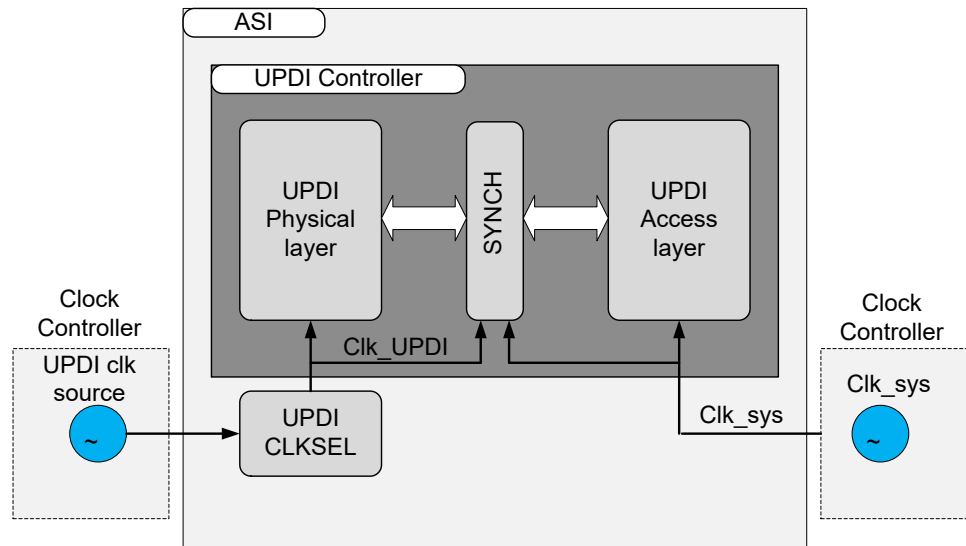 ASI
UPDI Controller
UPDI
Physical
layer
SYNCH
UPDI
Access
layer
Clock
Controller
UPDI clk
source
~
Clk_UPDI
UPDI
CLKSEL
Clk_sys
Clock
Controller
Clk_sys
~